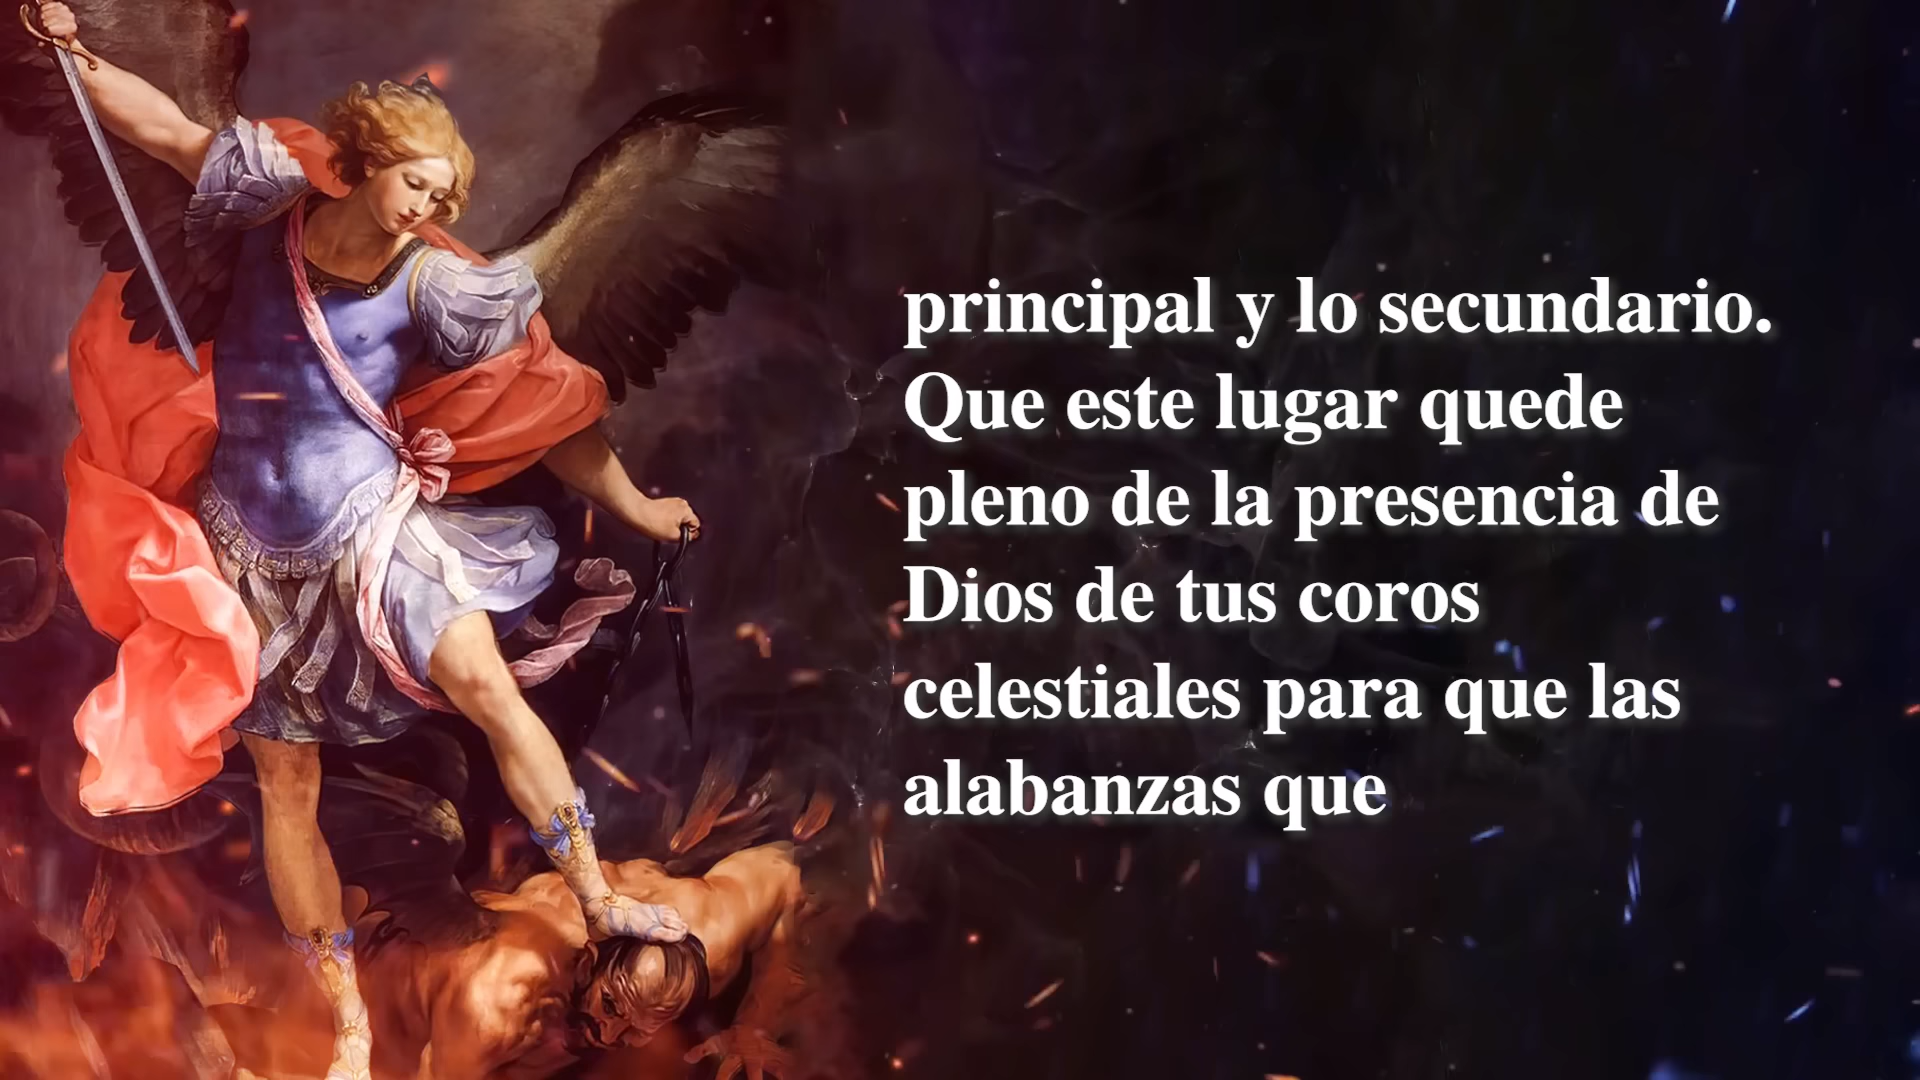 principal y lo secundario.
Que este lugar quede
pleno de la presencia de
Dios de tus coros
celestiales para que las
alabanzas que